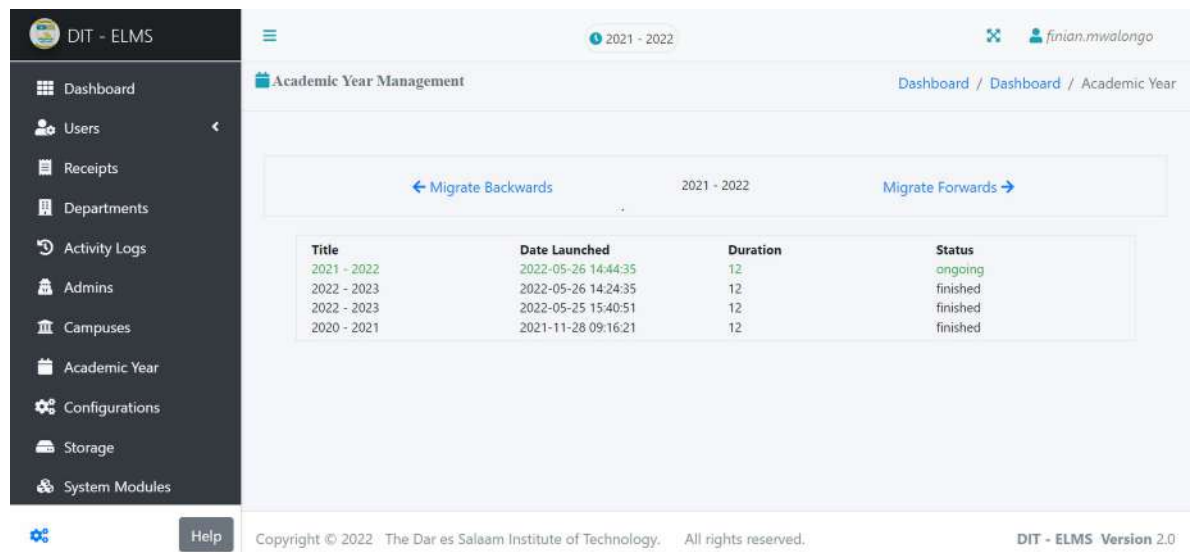 DIT - ELMS
2021 - 2022
finian.mwalongo
Academic Year Management
Dashboard / Dashboard / Academic Year
Dashboard
Users
Receipts
Departments
Activity Logs
Admins
Campuses
Academic Year
Configurations
Storage
System Modules
Help
Migrate Backwards
2021 - 2022
Migrate Forwards
Title Date Launched Duration Status
2021 - 2022 2022-05-26 14:44:35 12 ongoing
2022 - 2023 2022-05-26 14:24:35 12 finished
2022 - 2023 2022-05-25 15:40:51 12 finished
2020 - 2021 2021-11-28 09:16:21 12 finished
Copyright © 2022 The Dar es Salaam Institute of Technology. All rights reserved.
DIT - ELMS Version 2.0